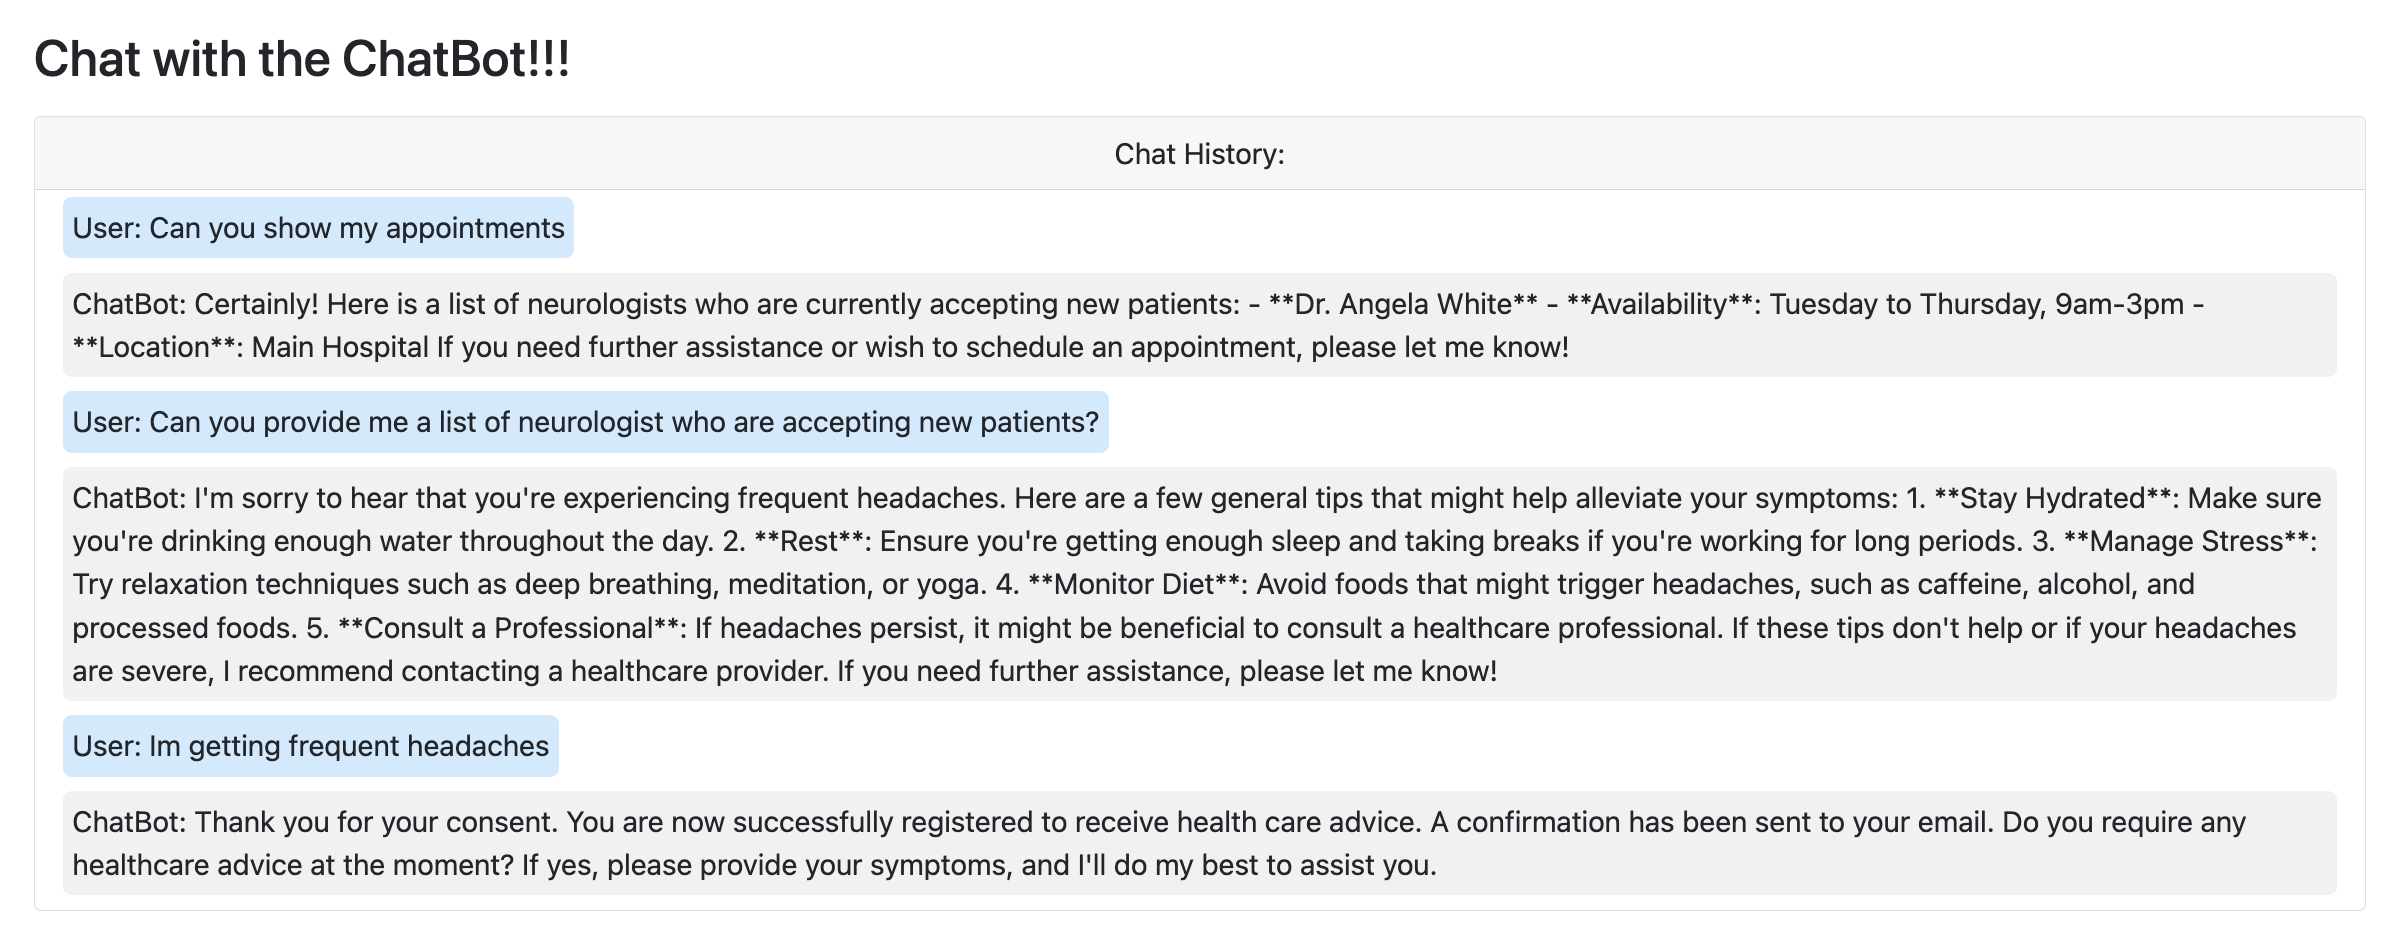 Chat with the ChatBot!!!
Chat History:
User: Can you show my appointments
ChatBot: Certainly! Here is a list of neurologists who are currently accepting new patients: - **Dr. Angela White** - **Availability**: Tuesday to Thursday, 9am-3pm -
**Location**: Main Hospital If you need further assistance or wish to schedule an appointment, please let me know!
User: Can you provide me a list of neurologist who are accepting new patients?
ChatBot: I'm sorry to hear that you're experiencing frequent headaches. Here are a few general tips that might help alleviate your symptoms: 1. **Stay Hydrated**: Make sure
you're drinking enough water throughout the day. 2. **Rest**: Ensure you're getting enough sleep and taking breaks if you're working for long periods. 3. **Manage Stress**:
Try relaxation techniques such as deep breathing, meditation, or yoga. 4. **Monitor Diet**: Avoid foods that might trigger headaches, such as caffeine, alcohol, and
processed foods. 5. **Consult a Professional**: If headaches persist, it might be beneficial to consult a healthcare professional. If these tips don't help or if your headaches
are severe, I recommend contacting a healthcare provider. If you need further assistance, please let me know!
User: Im getting frequent headaches
ChatBot: Thank you for your consent. You are now successfully registered to receive health care advice. A confirmation has been sent to your email. Do you require any
healthcare advice at the moment? If yes, please provide your symptoms, and I'll do my best to assist you.